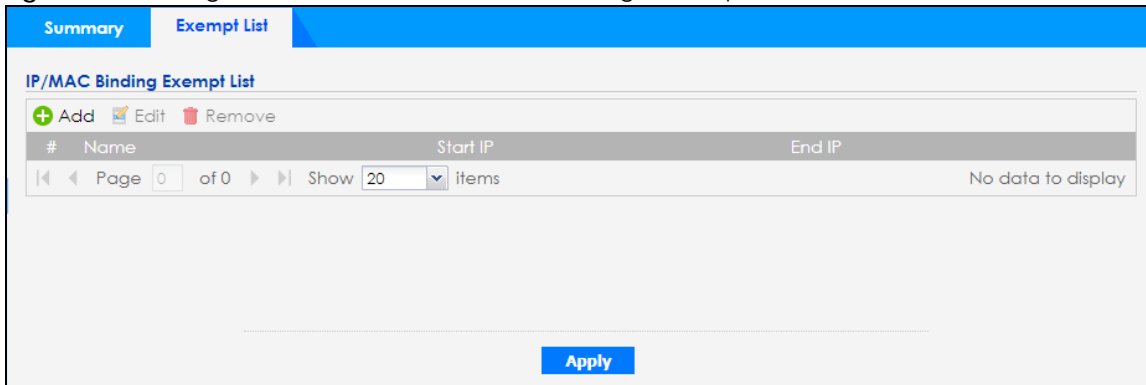 Summary Exempt List
IP/MAC Binding Exempt List
Add Edit Remove
# Name Start IP End IP
Page 0 of 0 Show 20 items No data to display
Apply